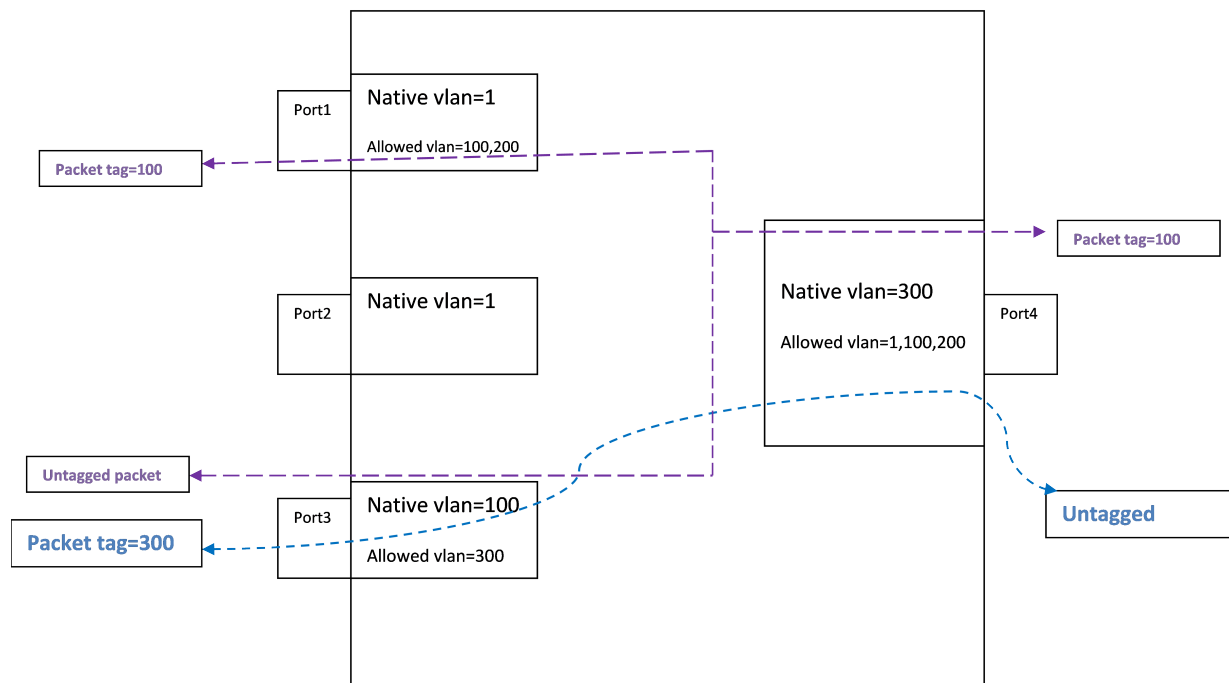 Port1
Native vlan=1
Allowed vlan=100,200
Packet tag=100
Packet tag=100
Port2
Native vlan=1
Native vlan=300
Allowed vlan=1,100,200
Port4
Untagged packet
Port3
Native vlan=100
Allowed vlan=300
Packet tag=300
Untagged